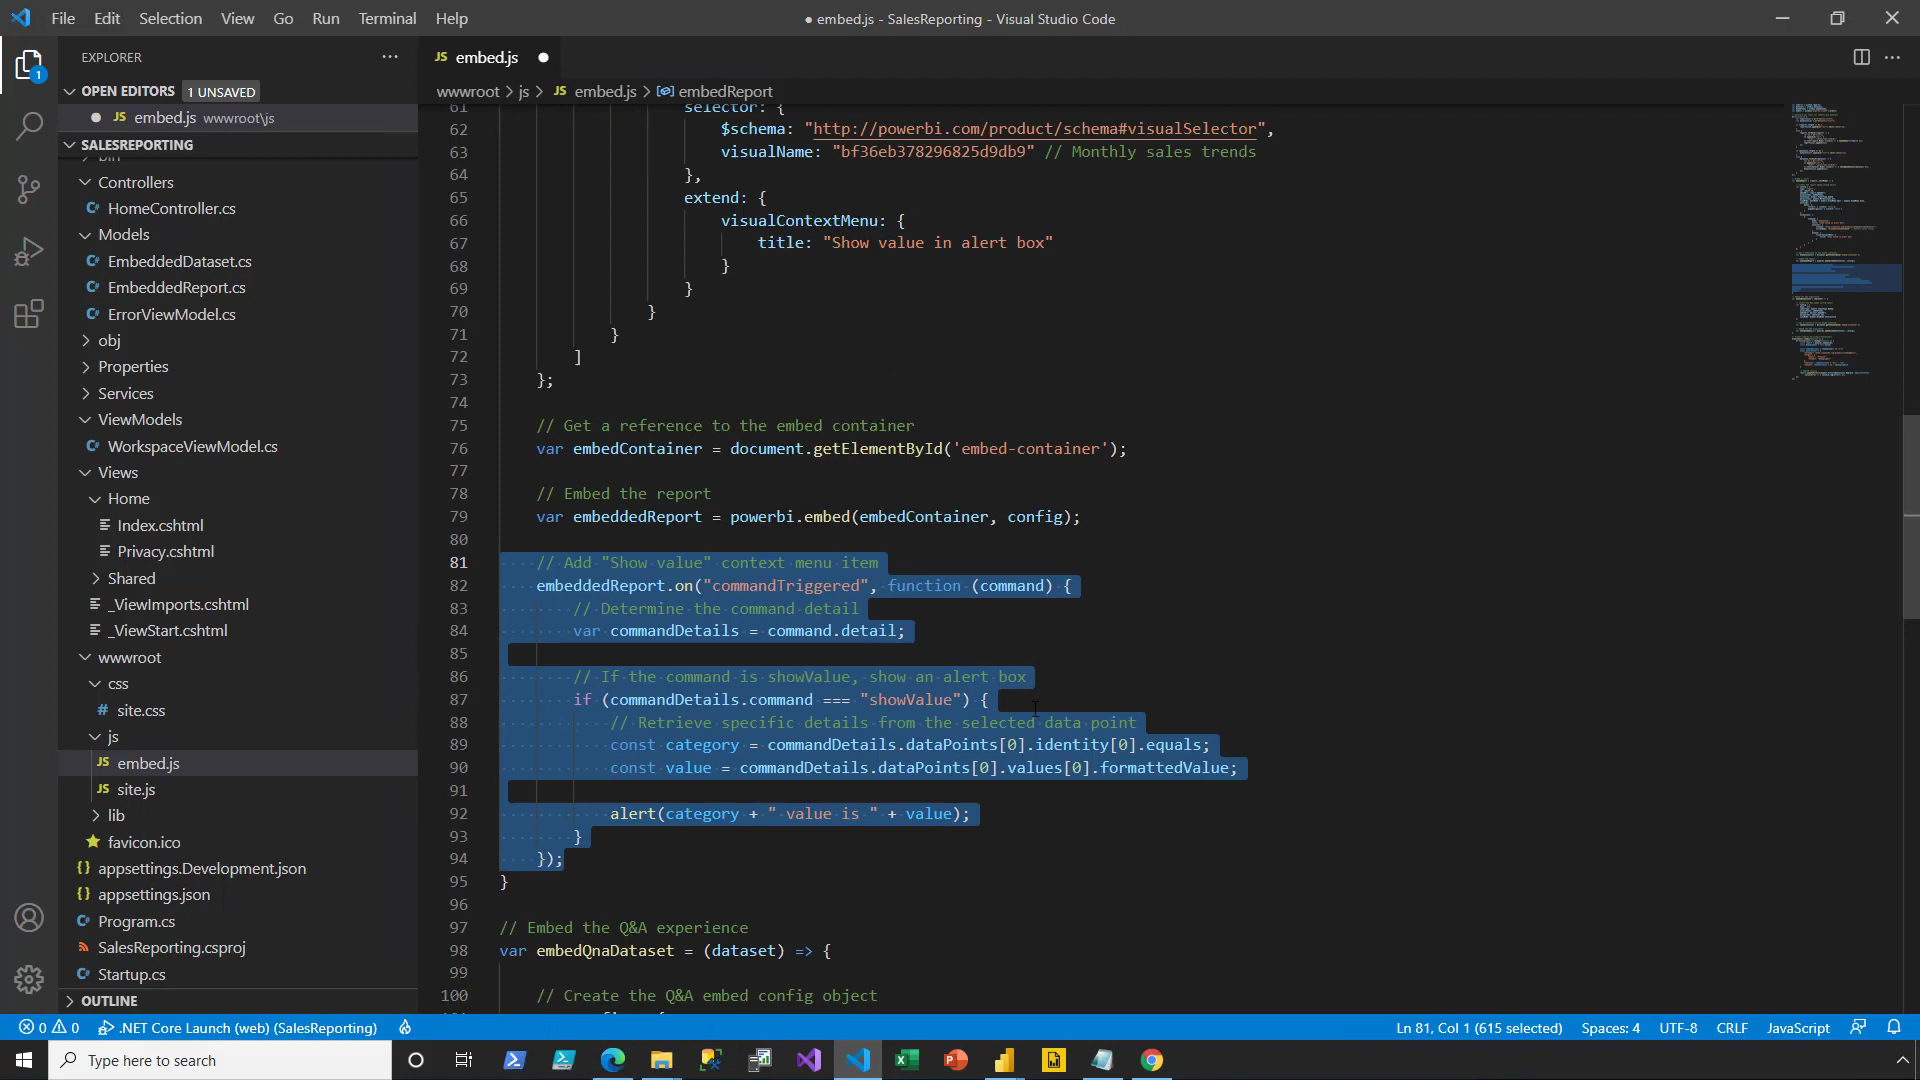 File Edit Selection View Go Run Terminal Help
● embed.js - SalesReporting - Visual Studio Code
EXPLORER
OPEN EDITORS 1 UNSAVED
JS embed.js wwwroot\js
SALESREPORTING
bin
Controllers
HomeController.cs
Models
EmbeddedDataset.cs
EmbeddedReport.cs
ErrorViewModel.cs
obj
Properties
Services
ViewModels
WorkspaceViewModel.cs
Views
Home
Index.cshtml
Privacy.cshtml
Shared
_ViewImports.cshtml
_ViewStart.cshtml
wwwroot
css
# site.css
js
JS embed.js
JS site.js
lib
favicon.ico
{} appsettings.Development.json
{} appsettings.json
Program.cs
SalesReporting.csproj
Startup.cs
OUTLINE
1
JS embed.js
wwwroot > js > JS embed.js > embedReport
61 selector: {
62 $schema: "http://powerbi.com/product/schema#visualSelector",
63 visualName: "bf36eb378296825d9db9" // Monthly sales trends
64 },
65 extend: {
66 visualContextMenu: {
67 title: "Show value in alert box"
68 }
69 }
70 }
71 }
72 ]
73 };
74
75 // Get a reference to the embed container
76 var embedContainer = document.getElementById('embed-container');
77
78 // Embed the report
79 var embeddedReport = powerbi.embed(embedContainer, config);
80
81 // Add "Show value" context menu item
82 embeddedReport.on("commandTriggered", function (command) {
83 // Determine the command detail
84 var commandDetails = command.detail;
85
86 // If the command is showValue, show an alert box
87 if (commandDetails.command === "showValue") {
88 // Retrieve specific details from the selected data point
89 const category = commandDetails.dataPoints[0].identity[0].equals;
90 const value = commandDetails.dataPoints[0].values[0].formattedValue;
91
92 alert(category + " value is " + value);
93 }
94 });
95 }
96
97 // Embed the Q&A experience
98 var embedQnaDataset = (dataset) => {
99
100 // Create the Q&A embed config object
0 0 .NET Core Launch (web) (SalesReporting)
Ln 81, Col 1 (615 selected) Spaces: 4 UTF-8 CRLF JavaScript
Type here to search